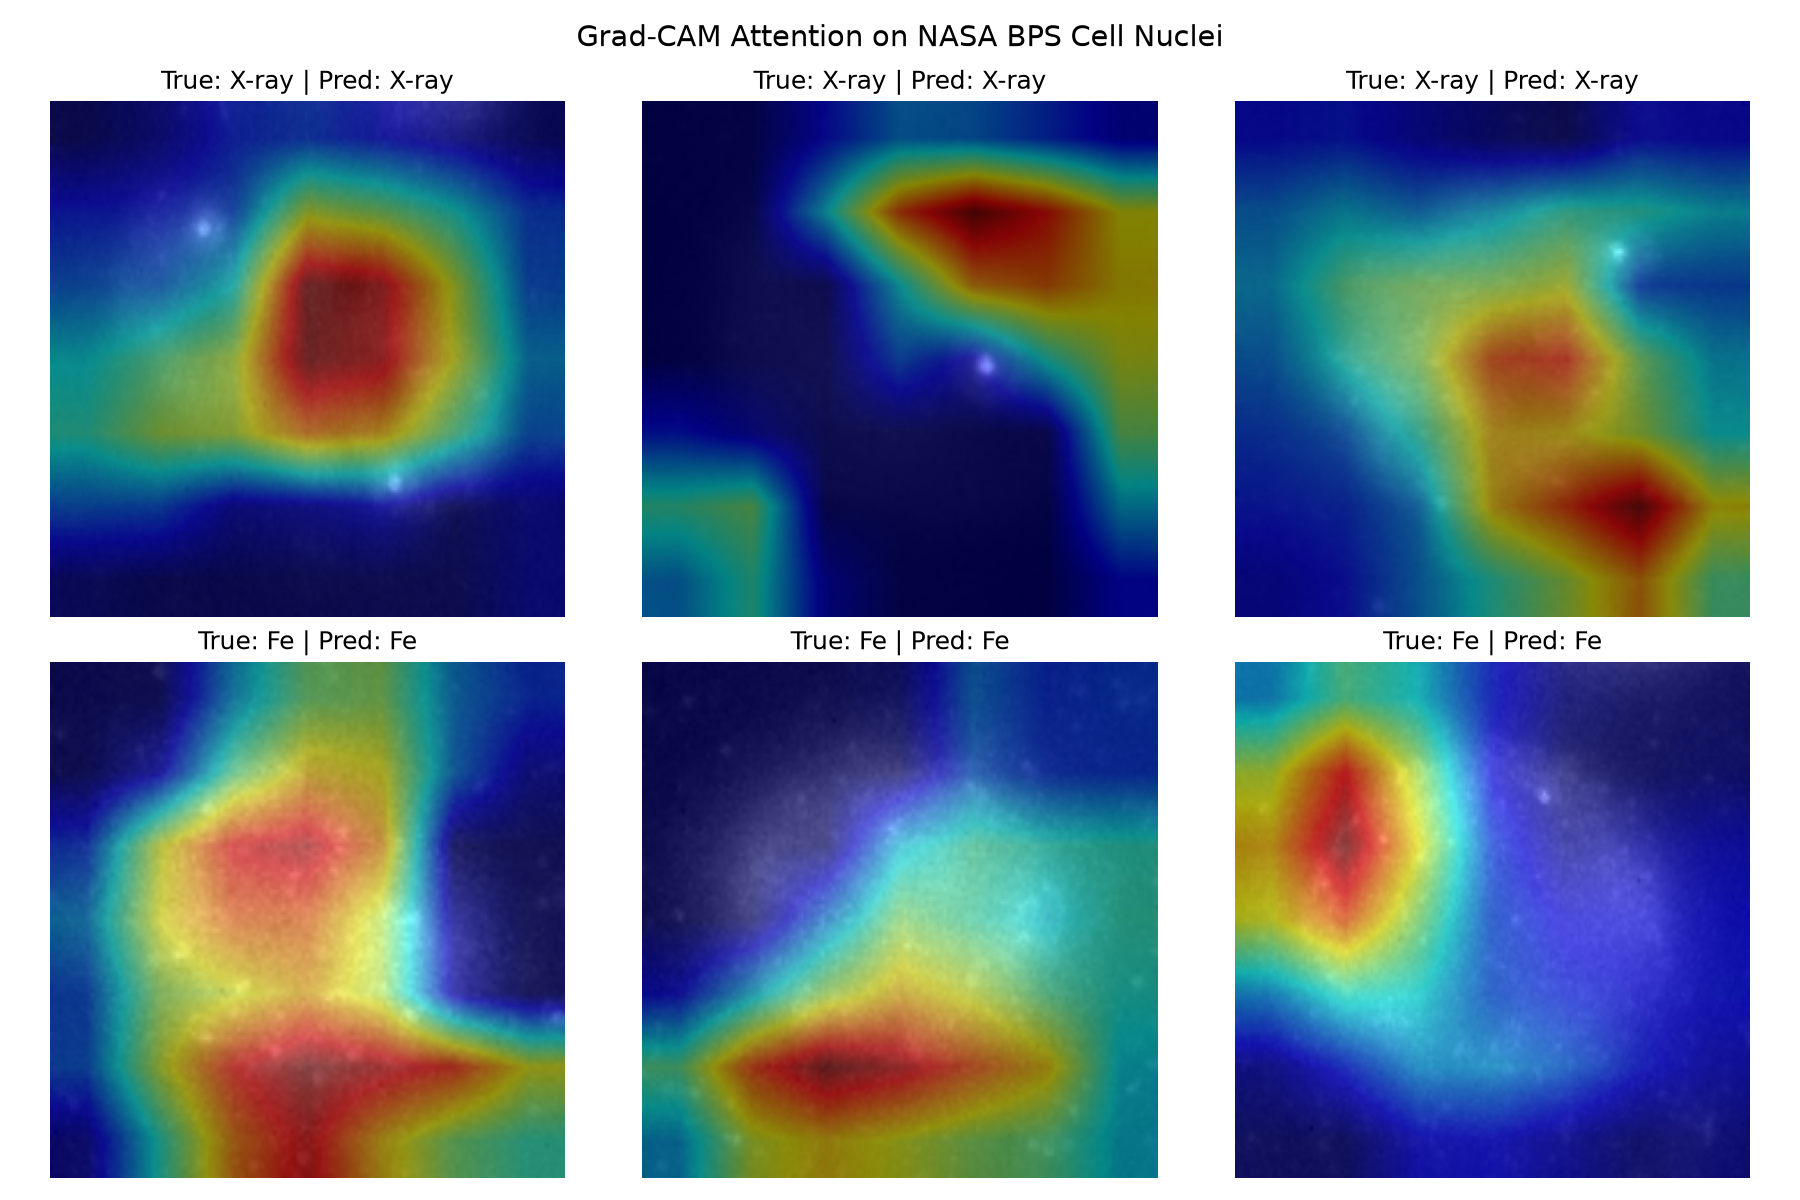 Grad-CAM Attention on NASA BPS Cell Nuclei
True: X-ray | Pred: X-ray
True: X-ray | Pred: X-ray
True: X-ray | Pred: X-ray
True: Fe | Pred: Fe
True: Fe | Pred: Fe
True: Fe | Pred: Fe